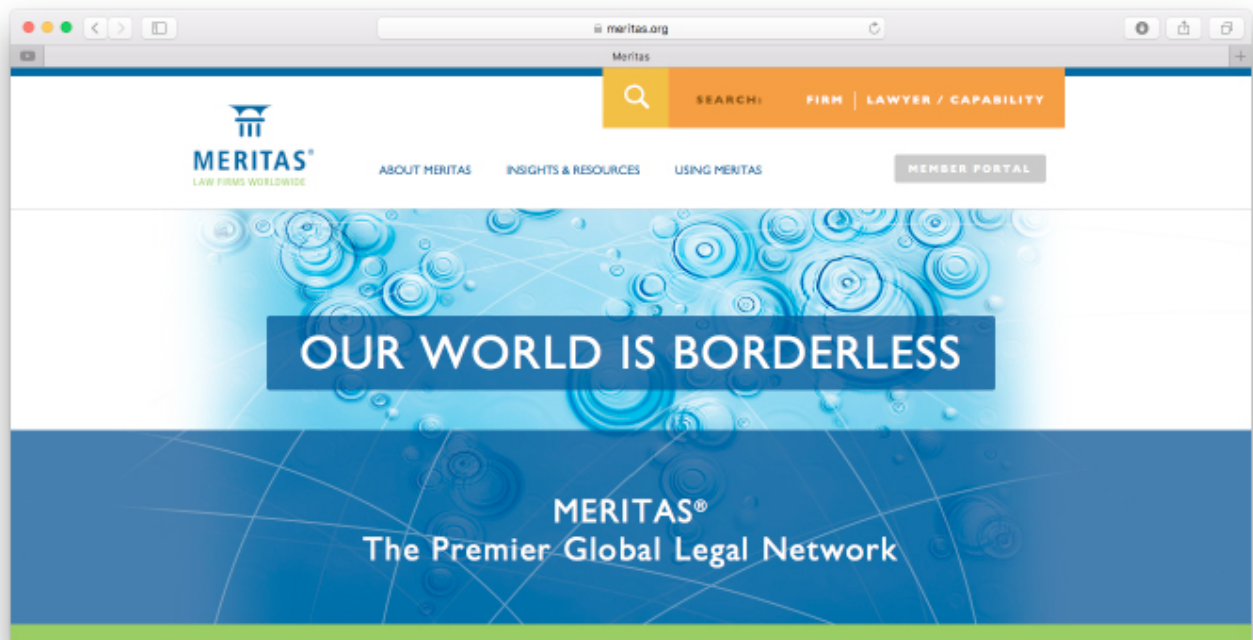 meritas.org
Meritas
SEARCH: FIRM | LAWYER / CAPABILITY
MERITAS®
LAW FIRMS WORLDWIDE
ABOUT MERITAS INSIGHTS & RESOURCES USING MERITAS MEMBER PORTAL
OUR WORLD IS BORDERLESS
MERITAS®
The Premier Global Legal Network